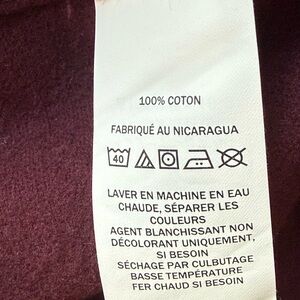 100% COTON
FABRIQUÉ AU NICARAGUA
40
LAVER EN MACHINE EN EAU
CHAUDE, SÉPARER LES
COULEURS
AGENT BLANCHISSANT NON
DÉCOLORANT UNIQUEMENT,
SI BESOIN
SÉCHAGE PAR CULBUTAGE
BASSE TEMPÉRATURE
FER CHAUD SI BESOIN